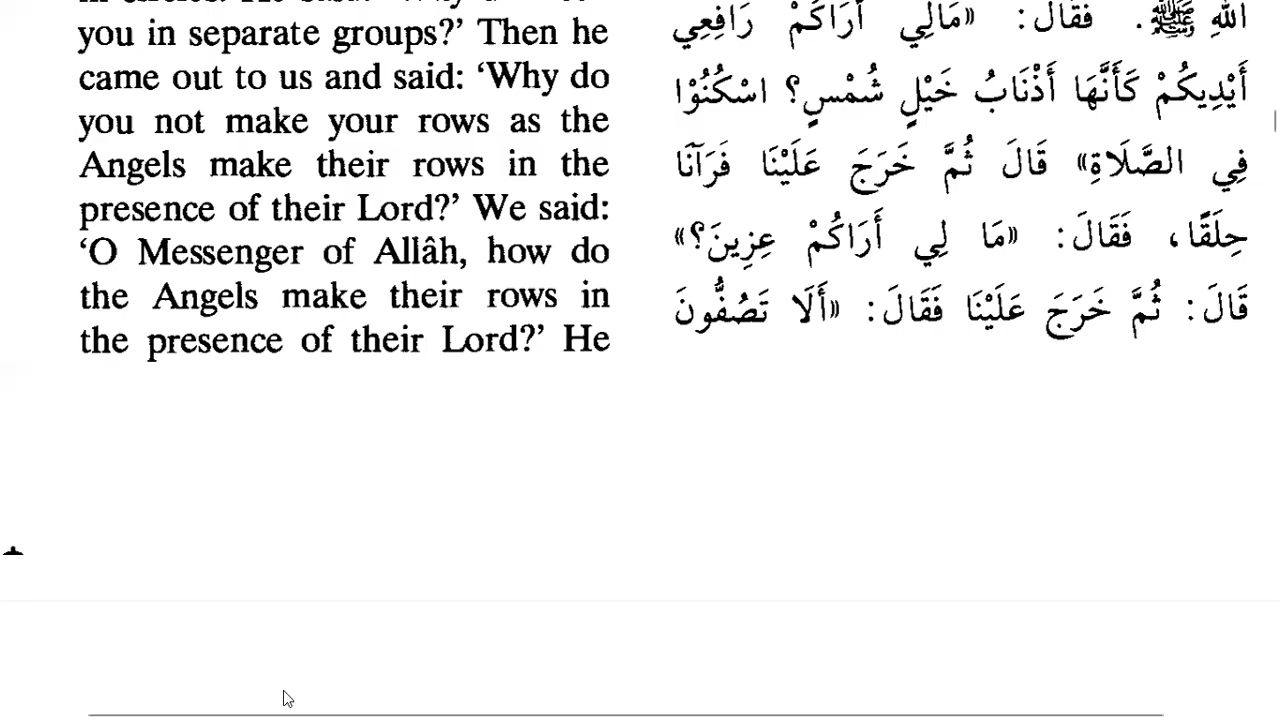 you in separate groups?’ Then he
came out to us and said: ‘Why do
you not make your rows as the
Angels make their rows in the
presence of their Lord?’ We said:
‘O Messenger of Allâh, how do
the Angels make their rows in
the presence of their Lord?’ He
اللهِ ﷺ. فَقَالَ: «مَالِي أَرَاكُمْ رَافِعِي
أَيْدِيكُمْ كَأَنَّهَا أَذْنَابُ خَيْلٍ شُمْسٍ؟ اسْكُنُوْا
فِي الصَّلَاةِ» قَالَ ثُمَّ خَرَجَ عَلَيْنَا فَرَآنَا
حِلَقًا، فَقَالَ: «مَا لِي أَرَاكُمْ عِزِينَ؟»
قَالَ: ثُمَّ خَرَجَ عَلَيْنَا فَقَالَ: «أَلَا تَصُفُّونَ